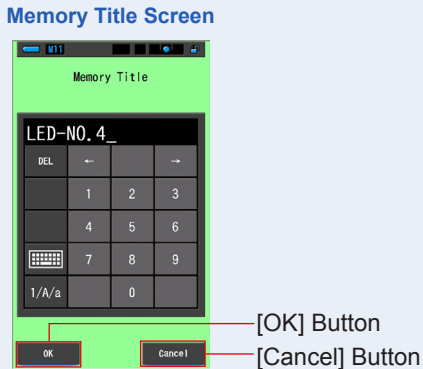 Memory Title Screen
M11
Memory Title
LED-NO.4_
DEL ← →
1 2 3
4 5 6
7 8 9
1/A/a 0
[OK] Button
OK Cancel
[Cancel] Button